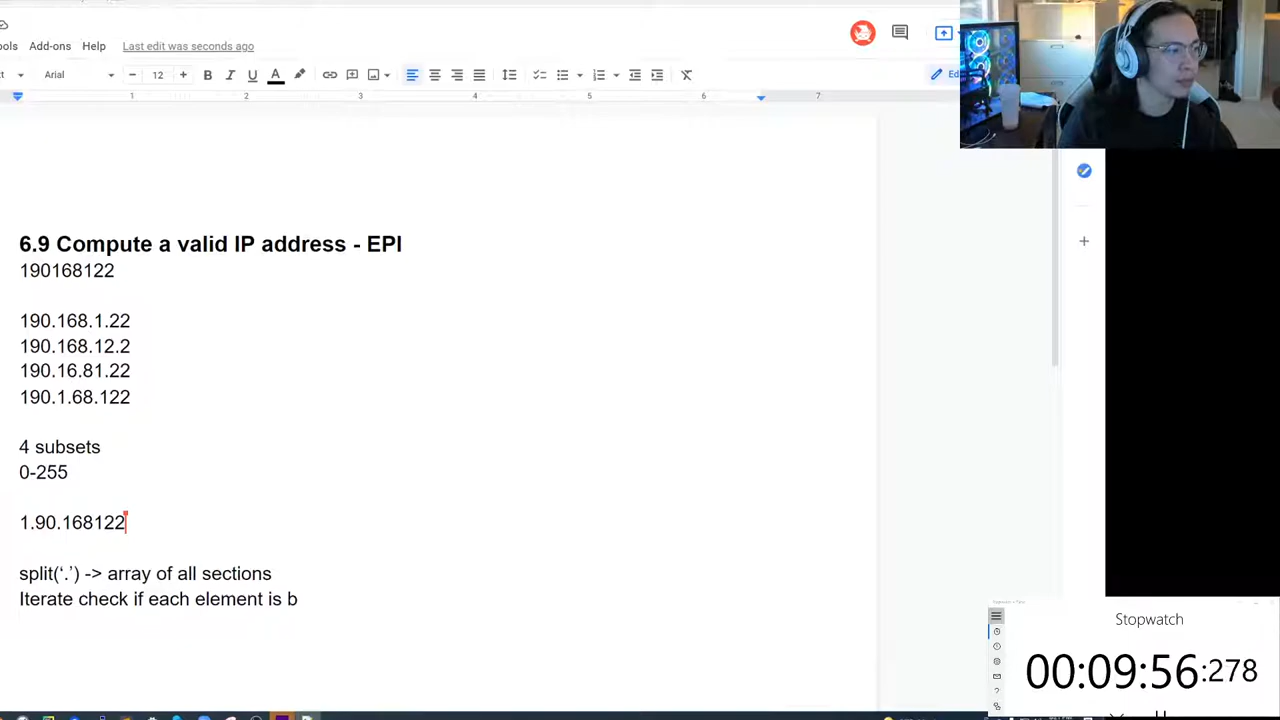 ols Add-ons Help Last edit was seconds ago
Arial 12
1 2 3 4 5 6 7
6.9 Compute a valid IP address - EPI
190168122
190.168.1.22
190.168.12.2
190.16.81.22
190.1.68.122
4 subsets
0-255
1.90.168122
split(‘.’) -> array of all sections
Iterate check if each element is b
Stopwatch
00:09:56:278